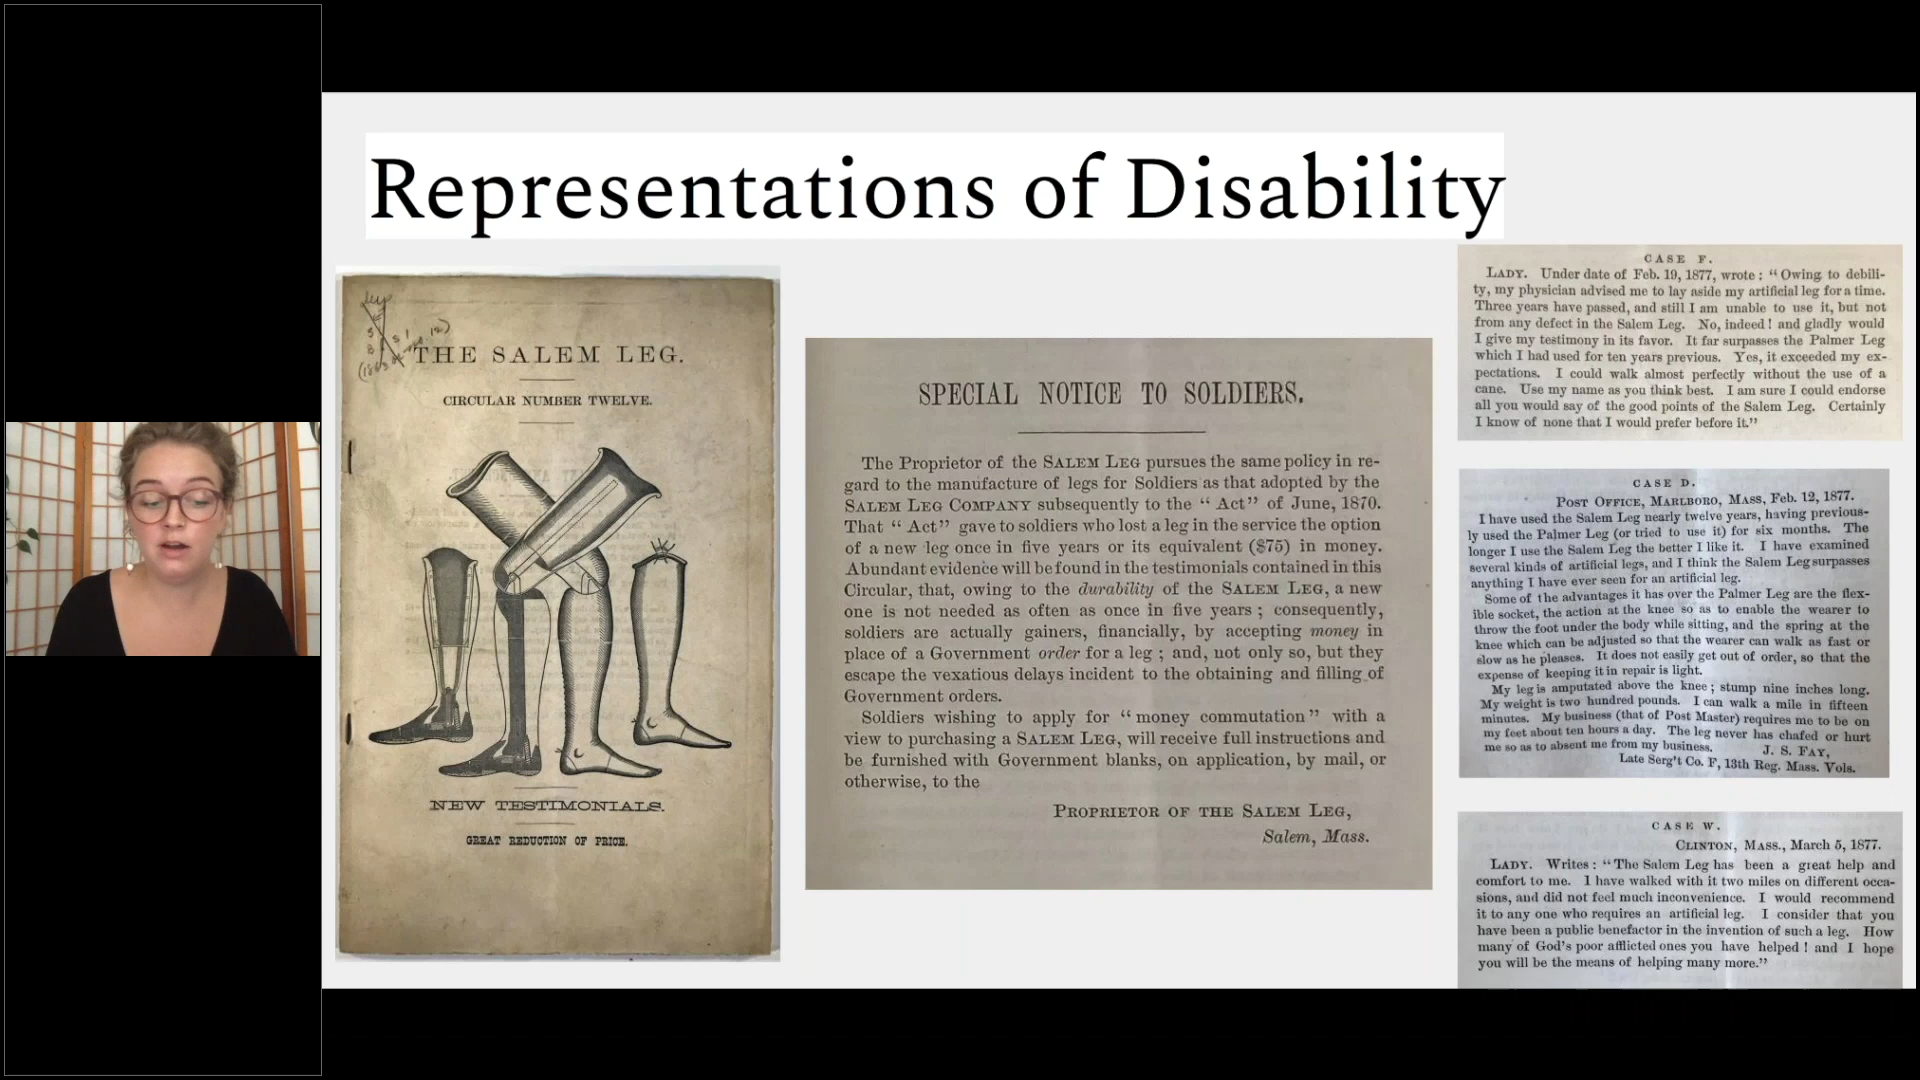 Representations of Disability
THE SALEM LEG.
CIRCULAR NUMBER TWELVE.
NEW TESTIMONIALS.
GREAT REDUCTION OF PRICE.
SPECIAL NOTICE TO SOLDIERS.
The Proprietor of the SALEM LEG pursues the same policy in re-
gard to the manufacture of legs for Soldiers as that adopted by the
SALEM LEG COMPANY subsequently to the “ Act” of June, 1870.
That “ Act” gave to soldiers who lost a leg in the service the option
of a new leg once in five years or its equivalent ($75) in money.
Abundant evidence will be found in the testimonials contained in this
Circular, that, owing to the durability of the SALEM LEG, a new
one is not needed as often as once in five years ; consequently,
soldiers are actually gainers, financially, by accepting money in
place of a Government order for a leg ; and, not only so, but they
escape the vexatious delays incident to the obtaining and filling of
Government orders.
Soldiers wishing to apply for “ money commutation ” with a
view to purchasing a SALEM LEG, will receive full instructions and
be furnished with Government blanks, on application, by mail, or
otherwise, to the
PROPRIETOR OF THE SALEM LEG,
Salem, Mass.
CASE F.
LADY. Under date of Feb. 19, 1877, wrote : “ Owing to debili-
ty, my physician advised me to lay aside my artificial leg for a time.
Three years have passed, and still I am unable to use it, but not
from any defect in the Salem Leg. No, indeed ! and gladly would
I give my testimony in its favor. It far surpasses the Palmer Leg
which I had used for ten years previous. Yes, it exceeded my ex-
pectations. I could walk almost perfectly without the use of a
cane. Use my name as you think best. I am sure I could endorse
all you would say of the good points of the Salem Leg. Certainly
I know of none that I would prefer before it.”
CASE D.
POST OFFICE, MARLBORO, MASS, Feb. 12, 1877.
I have used the Salem Leg nearly twelve years, having previous-
ly used the Palmer Leg (or tried to use it) for six months. The
longer I use the Salem Leg the better I like it. I have examined
several kinds of artificial legs, and I think the Salem Leg surpasses
anything I have ever seen for an artificial leg.
Some of the advantages it has over the Palmer Leg are the flex-
ible socket, the action at the knee so as to enable the wearer to
throw the foot under the body while sitting, and the spring at the
knee which can be adjusted so that the wearer can walk as fast or
slow as he pleases. It does not easily get out of order, so that the
expense of keeping it in repair is light.
My leg is amputated above the knee ; stump nine inches long.
My weight is two hundred pounds. I can walk a mile in fifteen
minutes. My business (that of Post Master) requires me to be on
my feet about ten hours a day. The leg never has chafed or hurt
me so as to absent me from my business.
J. S. FAY,
Late Serg't Co. F, 13th Reg. Mass. Vols.
CASE W.
CLINTON, MASS., March 5, 1877.
LADY. Writes : “ The Salem Leg has been a great help and
comfort to me. I have walked with it two miles on different occa-
sions, and did not feel much inconvenience. I would recommend
it to any one who requires an artificial leg. I consider that you
have been a public benefactor in the invention of such a leg. How
many of God's poor afflicted ones you have helped ! and I hope
you will be the means of helping many more.”